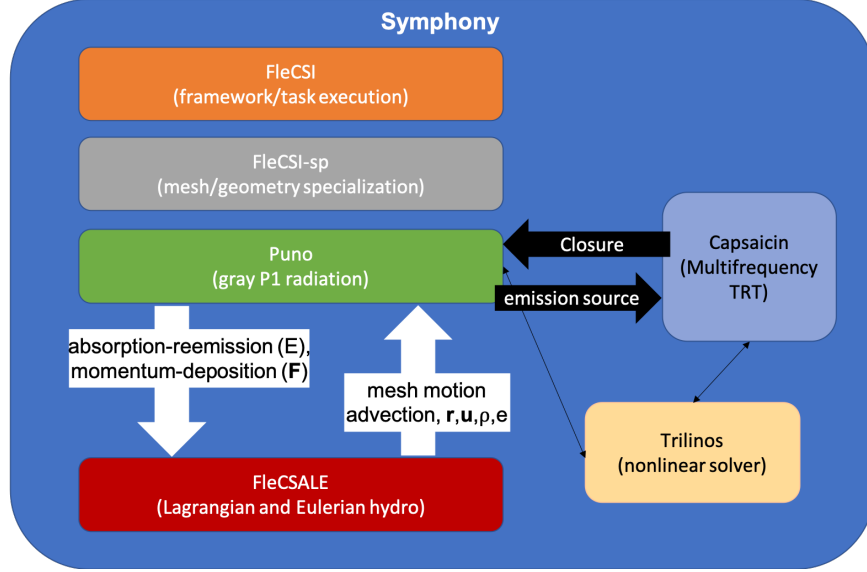 Symphony
FleCSI
(framework/task execution)
FleCSI-sp
(mesh/geometry specialization)
Puno
(gray P1 radiation)
Closure
emission source
Capsaicin
(Multifrequency
TRT)
absorption-reemission (E),
momentum-deposition (F)
mesh motion
advection, r,u,ρ,e
Trilinos
(nonlinear solver)
FleCSALE
(Lagrangian and Eulerian hydro)